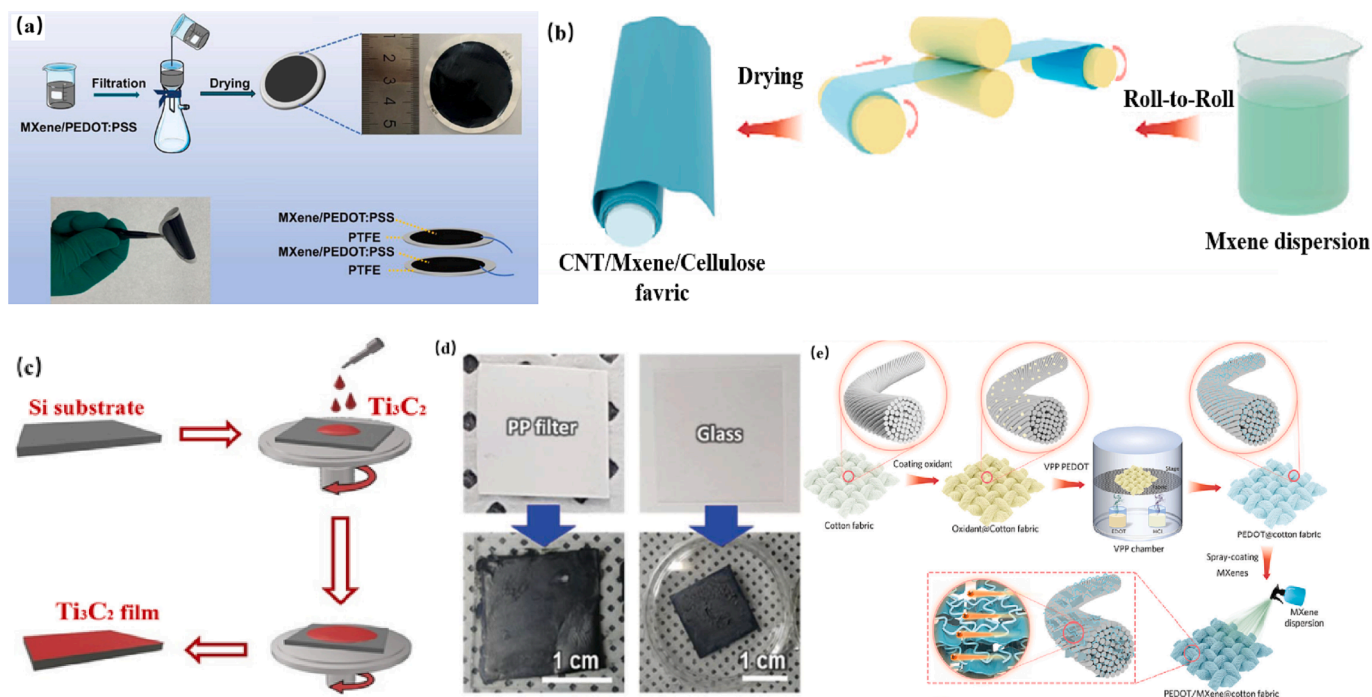 (a)
Filtration
Drying
MXene/PEDOT:PSS
1
2
3
4
5
MXene/PEDOT:PSS
PTFE
MXene/PEDOT:PSS
PTFE
(b)
Drying
Roll-to-Roll
CNT/Mxene/Cellulose
favric
Mxene dispersion
(c)
Si substrate
Ti₃C₂
Ti₃C₂ film
(d)
PP filter
Glass
1 cm
1 cm
(e)
Coating oxidant
VPP PEDOT
Cotton fabric
Oxidant@Cotton fabric
EDOT
HCl
VPP chamber
PEDOT@cotton fabric
Spray-coating
MXenes
MXene
dispersion
PEDOT/MXene@cotton fabric